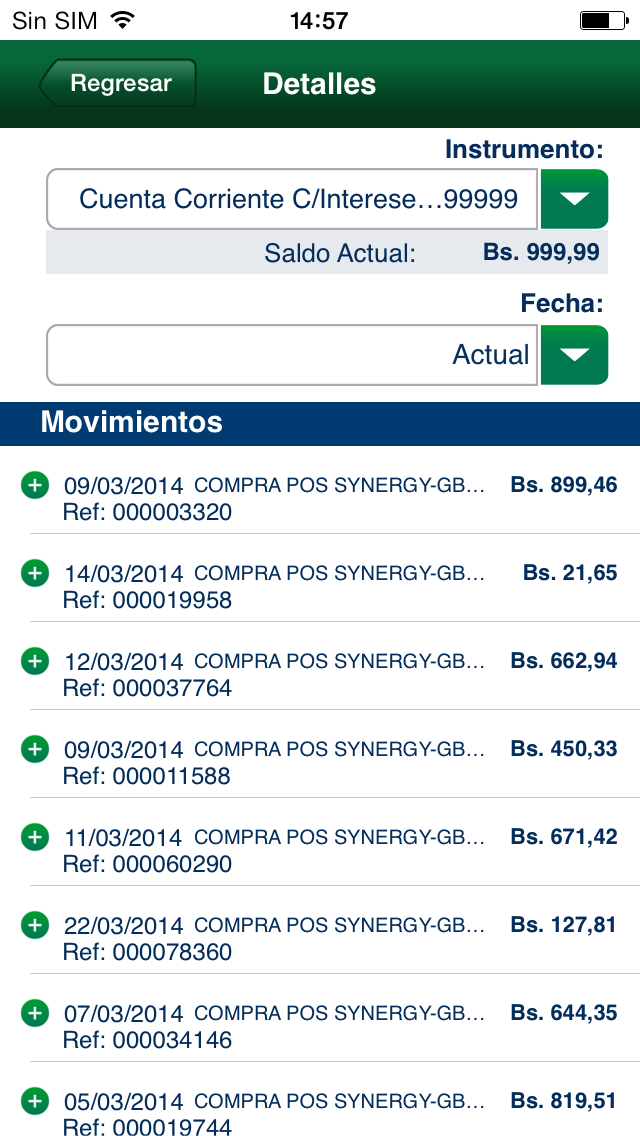 Sin SIM 14:57
Regresar Detalles
Instrumento:
Cuenta Corriente C/Interese...99999
Saldo Actual: Bs. 999,99
Fecha:
Actual
Movimientos
09/03/2014 COMPRA POS SYNERGY-GB... Bs. 899,46
Ref: 000003320
14/03/2014 COMPRA POS SYNERGY-GB... Bs. 21,65
Ref: 000019958
12/03/2014 COMPRA POS SYNERGY-GB... Bs. 662,94
Ref: 000037764
09/03/2014 COMPRA POS SYNERGY-GB... Bs. 450,33
Ref: 000011588
11/03/2014 COMPRA POS SYNERGY-GB... Bs. 671,42
Ref: 000060290
22/03/2014 COMPRA POS SYNERGY-GB... Bs. 127,81
Ref: 000078360
07/03/2014 COMPRA POS SYNERGY-GB... Bs. 644,35
Ref: 000034146
05/03/2014 COMPRA POS SYNERGY-GB... Bs. 819,51
Ref: 000019744